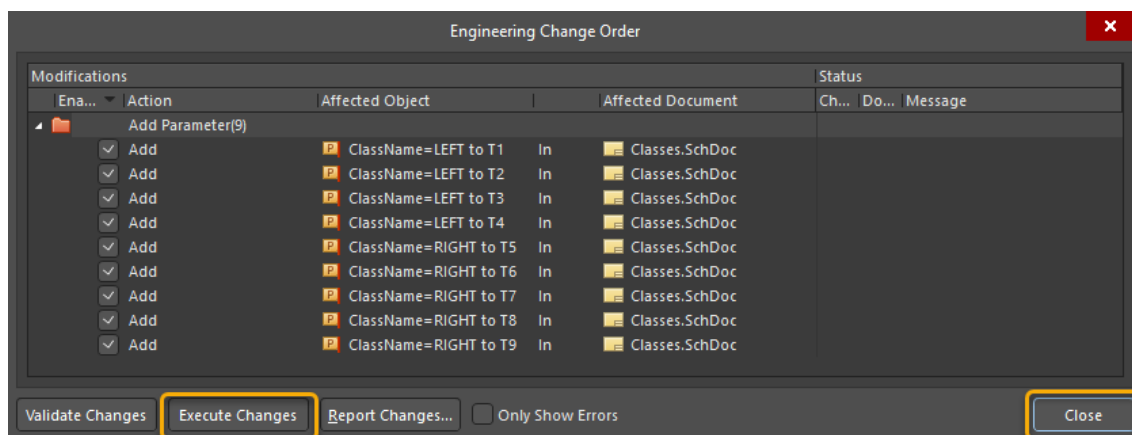 Engineering Change Order
Modifications Status
Ena... Action Affected Object Affected Document Ch... Do... Message
Add Parameter(9)
Add P ClassName=LEFT to T1 In Classes.SchDoc
Add P ClassName=LEFT to T2 In Classes.SchDoc
Add P ClassName=LEFT to T3 In Classes.SchDoc
Add P ClassName=LEFT to T4 In Classes.SchDoc
Add P ClassName=RIGHT to T5 In Classes.SchDoc
Add P ClassName=RIGHT to T6 In Classes.SchDoc
Add P ClassName=RIGHT to T7 In Classes.SchDoc
Add P ClassName=RIGHT to T8 In Classes.SchDoc
Add P ClassName=RIGHT to T9 In Classes.SchDoc
Validate Changes Execute Changes Report Changes... Only Show Errors Close